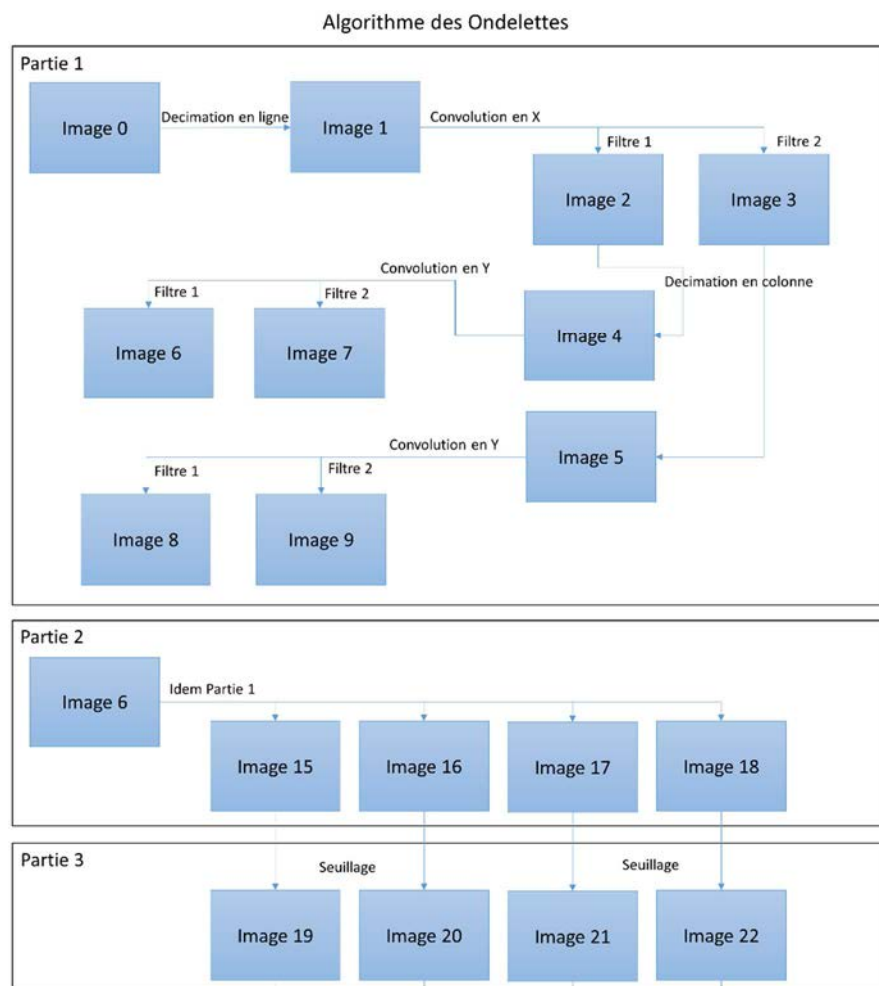 Algorithme des Ondelettes
Partie 1
Image 0
Decimation en ligne
Image 1
Convolution en X
Filtre 1
Filtre 2
Image 2
Image 3
Convolution en Y
Decimation en colonne
Filtre 1
Filtre 2
Image 4
Image 6
Image 7
Convolution en Y
Image 5
Filtre 1
Filtre 2
Image 8
Image 9
Partie 2
Image 6
Idem Partie 1
Image 15
Image 16
Image 17
Image 18
Partie 3
Seuillage
Seuillage
Image 19
Image 20
Image 21
Image 22